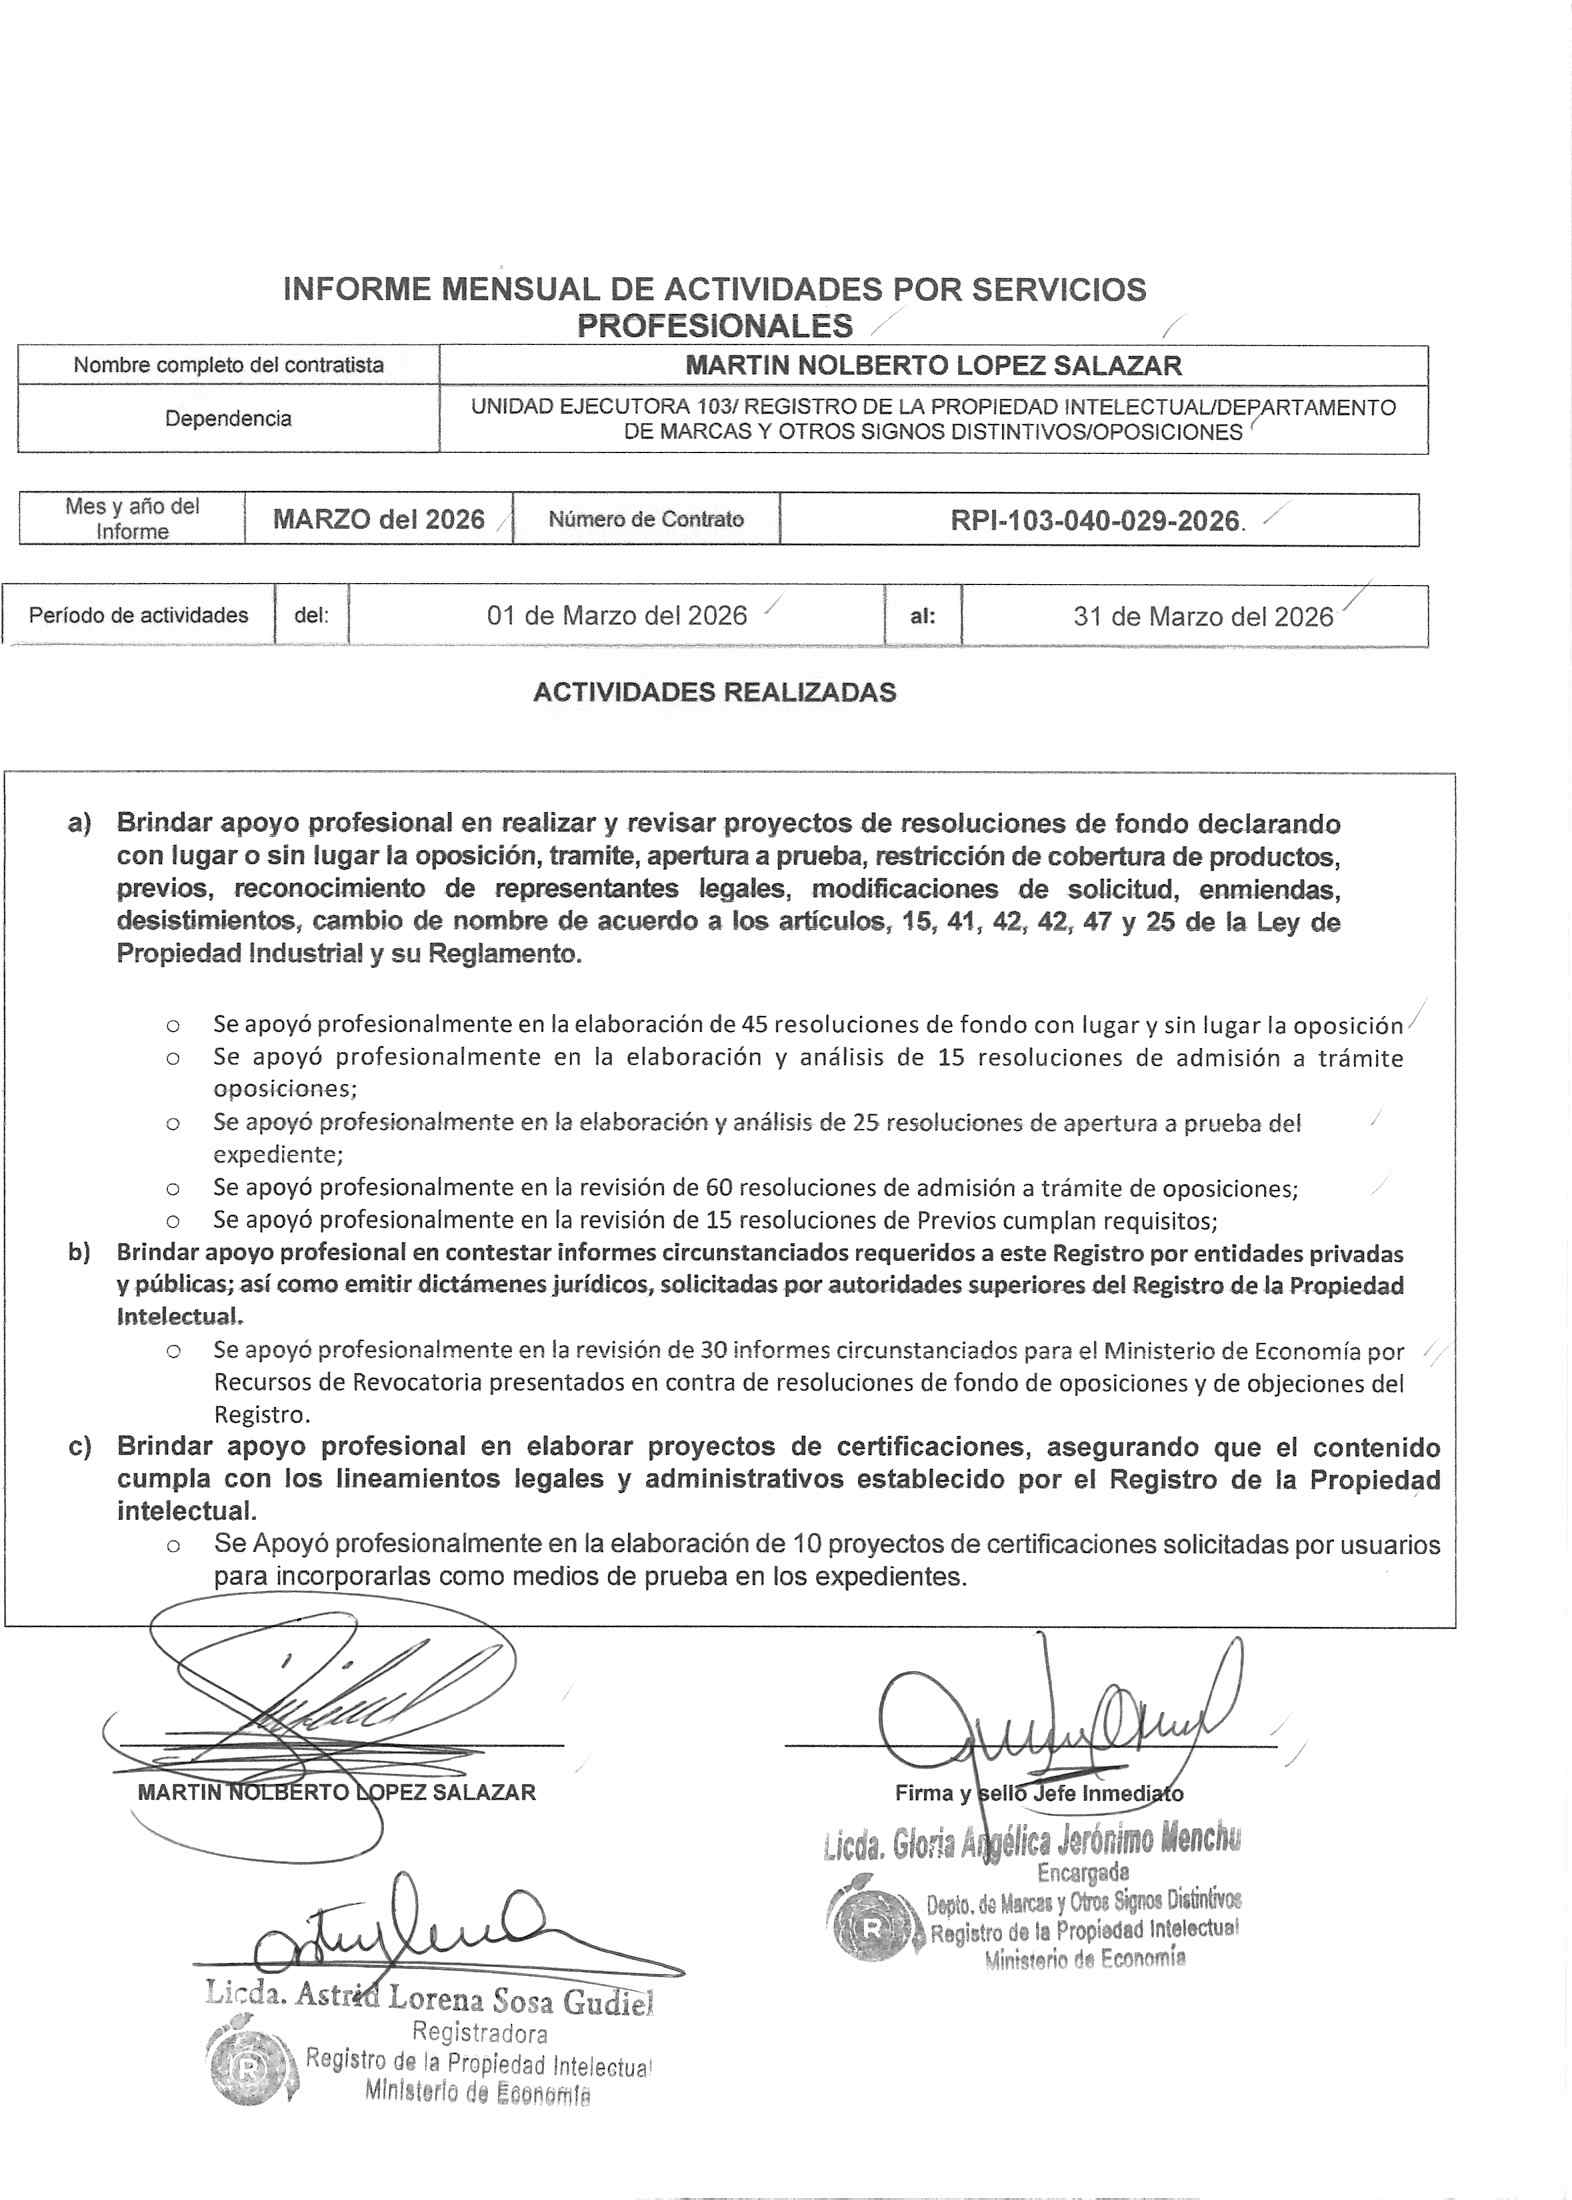 INFORME MENSUAL DE ACTIVIDADES POR SERVICIOS
PROFESIONALES
Nombre completo del contratista
MARTIN NOLBERTO LOPEZ SALAZAR
Dependencia
UNIDAD EJECUTORA 103/ REGISTRO DE LA PROPIEDAD INTELECTUAL/DEPARTAMENTO
DE MARCAS Y OTROS SIGNOS DISTINTIVOS/OPOSICIONES
Mes y año del
Informe
MARZO del 2026
Número de Contrato
RPI-103-040-029-2026.
Período de actividades
del:
01 de Marzo del 2026
al:
31 de Marzo del 2026
ACTIVIDADES REALIZADAS
a) Brindar apoyo profesional en realizar y revisar proyectos de resoluciones de fondo declarando
con lugar o sin lugar la oposición, tramite, apertura a prueba, restricción de cobertura de productos,
previos, reconocimiento de representantes legales, modificaciones de solicitud, enmiendas,
desistimientos, cambio de nombre de acuerdo a los artículos, 15, 41, 42, 42, 47 y 25 de la Ley de
Propiedad Industrial y su Reglamento.
o Se apoyó profesionalmente en la elaboración de 45 resoluciones de fondo con lugar y sin lugar la oposición
o Se apoyó profesionalmente en la elaboración y análisis de 15 resoluciones de admisión a trámite
oposiciones;
o Se apoyó profesionalmente en la elaboración y análisis de 25 resoluciones de apertura a prueba del
expediente;
o Se apoyó profesionalmente en la revisión de 60 resoluciones de admisión a trámite de oposiciones;
o Se apoyó profesionalmente en la revisión de 15 resoluciones de Previos cumplan requisitos;
b) Brindar apoyo profesional en contestar informes circunstanciados requeridos a este Registro por entidades privadas
y públicas; así como emitir dictámenes jurídicos, solicitadas por autoridades superiores del Registro de la Propiedad
Intelectual.
o Se apoyó profesionalmente en la revisión de 30 informes circunstanciados para el Ministerio de Economía por
Recursos de Revocatoria presentados en contra de resoluciones de fondo de oposiciones y de objeciones del
Registro.
c) Brindar apoyo profesional en elaborar proyectos de certificaciones, asegurando que el contenido
cumpla con los lineamientos legales y administrativos establecido por el Registro de la Propiedad
intelectual.
o Se Apoyó profesionalmente en la elaboración de 10 proyectos de certificaciones solicitadas por usuarios
para incorporarlas como medios de prueba en los expedientes.
MARTIN NOLBERTO LOPEZ SALAZAR
Firma y sello Jefe Inmediato
Licda. Gloria Angélica Jerónimo Menchu
Encargada
Depto. de Marcas y Otros Signos Distintivos
Registro de la Propiedad Intelectual
Ministerio de Economía
R
Licda. Astrid Lorena Sosa Gudiel
Registradora
Registro de la Propiedad Intelectual
Ministerio de Economía
R